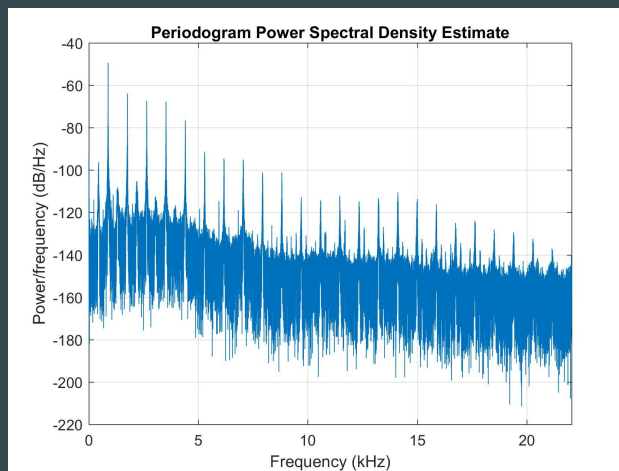 Periodogram Power Spectral Density Estimate
Power/frequency (dB/Hz)
-40
-60
-80
-100
-120
-140
-160
-180
-200
-220
0 5 10 15 20
Frequency (kHz)